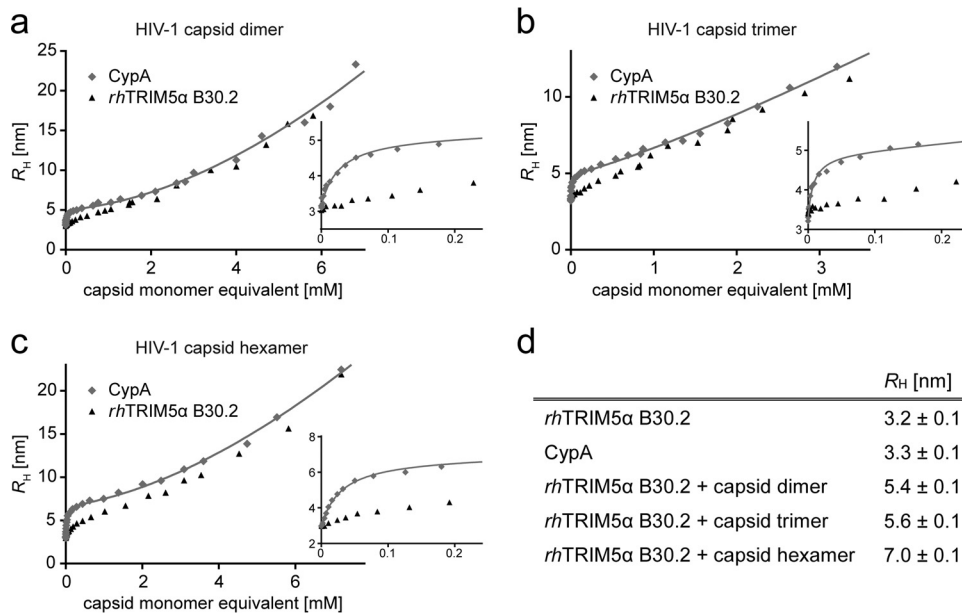 a
HIV-1 capsid dimer
25
20
15
10
5
0
R_H [nm]
CypA
rhTRIM5α B30.2
5
4
3
0
0.1
0.2
0
2
4
6
capsid monomer equivalent [mM]
b
HIV-1 capsid trimer
10
5
0
R_H [nm]
CypA
rhTRIM5α B30.2
5
4
3
0
0.1
0.2
0
1
2
3
capsid monomer equivalent [mM]
c
HIV-1 capsid hexamer
20
15
10
5
0
R_H [nm]
CypA
rhTRIM5α B30.2
8
6
4
2
0
0.1
0.2
0
2
4
6
capsid monomer equivalent [mM]
d
R_H [nm]
rhTRIM5α B30.2 3.2 ± 0.1
CypA 3.3 ± 0.1
rhTRIM5α B30.2 + capsid dimer 5.4 ± 0.1
rhTRIM5α B30.2 + capsid trimer 5.6 ± 0.1
rhTRIM5α B30.2 + capsid hexamer 7.0 ± 0.1